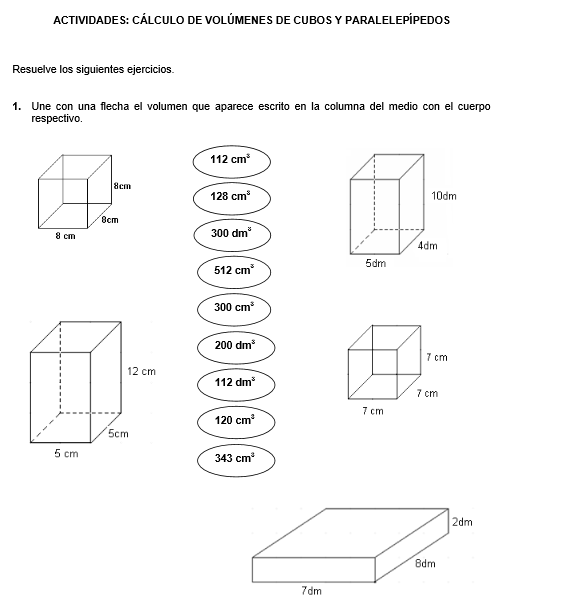 ACTIVIDADES: CÁLCULO DE VOLÚMENES DE CUBOS Y PARALELEPÍPEDOS
Resuelve los siguientes ejercicios.
1. Une con una flecha el volumen que aparece escrito en la columna del medio con el cuerpo
respectivo.
8cm
8cm
8 cm
112 cm³
128 cm³
300 dm³
512 cm³
300 cm³
200 dm³
112 dm³
120 cm³
343 cm³
10dm
4dm
5dm
12 cm
5cm
5 cm
7 cm
7 cm
7 cm
2dm
8dm
7dm